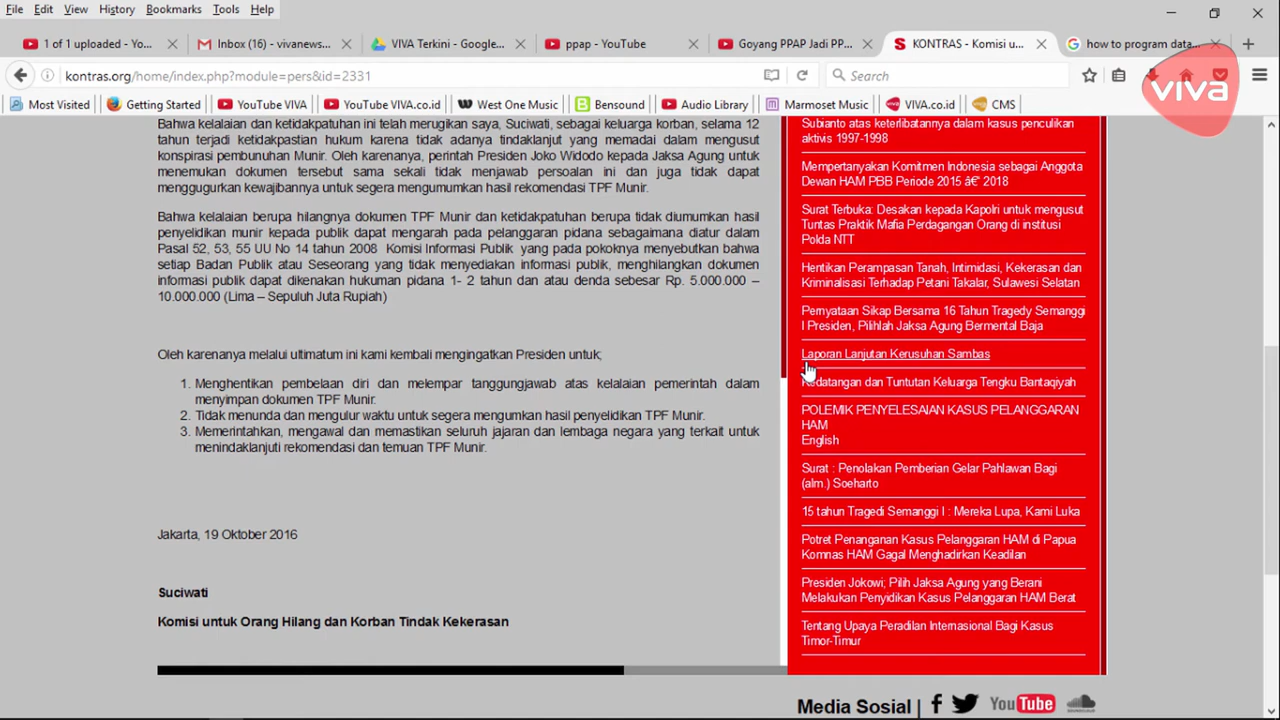 File Edit View History Bookmarks Tools Help
1 of 1 uploaded - Yo...
Inbox (16) - vivanews...
VIVA Terkini - Google...
ppap - YouTube
Goyang PPAP Jadi PP...
KONTRAS - Komisi u...
how to program data...
kontras.org/home/index.php?module=pers&id=2331
Search
Most Visited
Getting Started
YouTube VIVA
YouTube VIVA.co.id
West One Music
Bensound
Audio Library
Marmoset Music
VIVA.co.id
CMS
viva
Bahwa kelalaian dan ketidakpatuhan ini telah merugikan saya, Suciwati, sebagai keluarga korban, selama 12
tahun terjadi ketidakpastian hukum karena tidak adanya tindaklanjut yang memadai dalam mengusut
konspirasi pembunuhan Munir. Oleh karenanya, perintah Presiden Joko Widodo kepada Jaksa Agung untuk
menemukan dokumen tersebut sama sekali tidak menjawab persoalan ini dan juga tidak dapat
menggugurkan kewajibannya untuk segera mengumumkan hasil rekomendasi TPF Munir.
Bahwa kelalaian berupa hilangnya dokumen TPF Munir dan ketidakpatuhan berupa tidak diumumkan hasil
penyelidikan munir kepada publik dapat mengarah pada pelanggaran pidana sebagaimana diatur dalam
Pasal 52, 53, 55 UU No 14 tahun 2008 Komisi Informasi Publik yang pada pokoknya menyebutkan bahwa
setiap Badan Publik atau Seseorang yang tidak menyediakan informasi publik, menghilangkan dokumen
informasi publik dapat dikenakan hukuman pidana 1- 2 tahun dan atau denda sebesar Rp. 5.000.000 –
10.000.000 (Lima – Sepuluh Juta Rupiah)
Oleh karenanya melalui ultimatum ini kami kembali mengingatkan Presiden untuk;
1. Menghentikan pembelaan diri dan melempar tanggungjawab atas kelalaian pemerintah dalam
menyimpan dokumen TPF Munir.
2. Tidak menunda dan mengulur waktu untuk segera mengumkan hasil penyelidikan TPF Munir.
3. Memerintahkan, mengawal dan memastikan seluruh jajaran dan lembaga negara yang terkait untuk
menindaklanjuti rekomendasi dan temuan TPF Munir.
Jakarta, 19 Oktober 2016
Suciwati
Komisi untuk Orang Hilang dan Korban Tindak Kekerasan
Subianto atas keterlibatannya dalam kasus penculikan
aktivis 1997-1998
Mempertanyakan Komitmen Indonesia sebagai Anggota
Dewan HAM PBB Periode 2015 â€“ 2018
Surat Terbuka: Desakan kepada Kapolri untuk mengusut
Tuntas Praktik Mafia Perdagangan Orang di institusi
Polda NTT
Hentikan Perampasan Tanah, Intimidasi, Kekerasan dan
Kriminalisasi Terhadap Petani Takalar, Sulawesi Selatan
Pernyataan Sikap Bersama 16 Tahun Tragedy Semanggi
I Presiden, Pilihlah Jaksa Agung Bermental Baja
Laporan Lanjutan Kerusuhan Sambas
Kedatangan dan Tuntutan Keluarga Tengku Bantaqiyah
POLEMIK PENYELESAIAN KASUS PELANGGARAN
HAM
English
Surat : Penolakan Pemberian Gelar Pahlawan Bagi
(alm.) Soeharto
15 tahun Tragedi Semanggi I : Mereka Lupa, Kami Luka
Potret Penanganan Kasus Pelanggaran HAM di Papua
Komnas HAM Gagal Menghadirkan Keadilan
Presiden Jokowi; Pilih Jaksa Agung yang Berani
Melakukan Penyidikan Kasus Pelanggaran HAM Berat
Tentang Upaya Peradilan Internasional Bagi Kasus
Timor-Timur
Media Sosial | YouTube